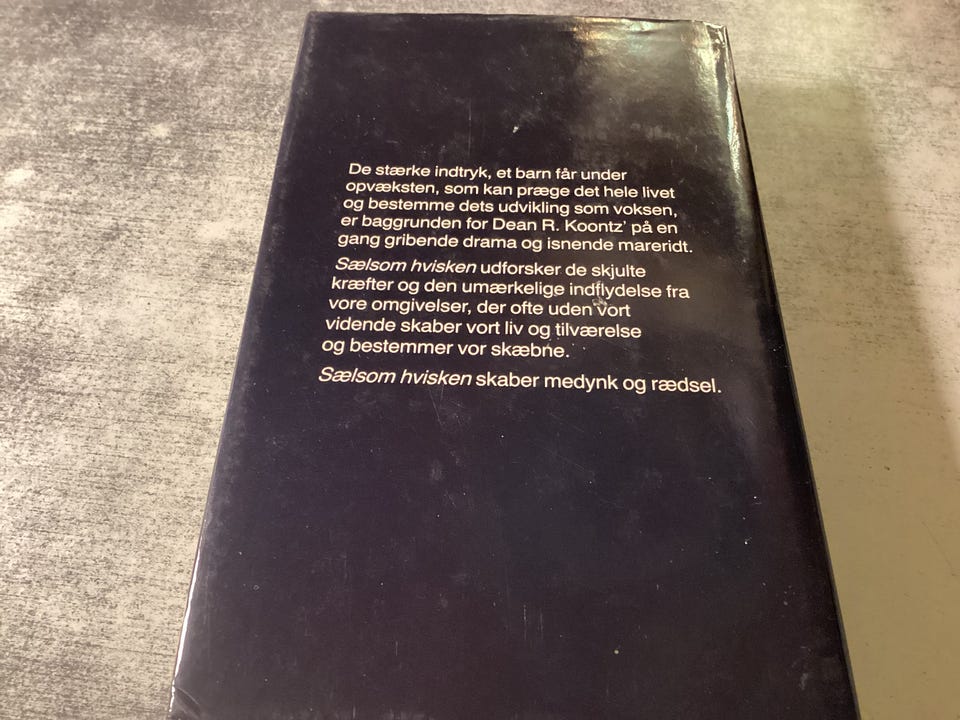 De stærke indtryk, et barn får under
opvæksten, som kan præge det hele livet
og bestemme dets udvikling som voksen,
er baggrunden for Dean R. Koontz' på en
gang gribende drama og isnende mareridt.
Sælsom hvisken udforsker de skjulte
kræfter og den umærkelige indflydelse fra
vore omgivelser, der ofte uden vort
vidende skaber vort liv og tilværelse
og bestemmer vor skæbne.
Sælsom hvisken skaber medynk og rædsel.